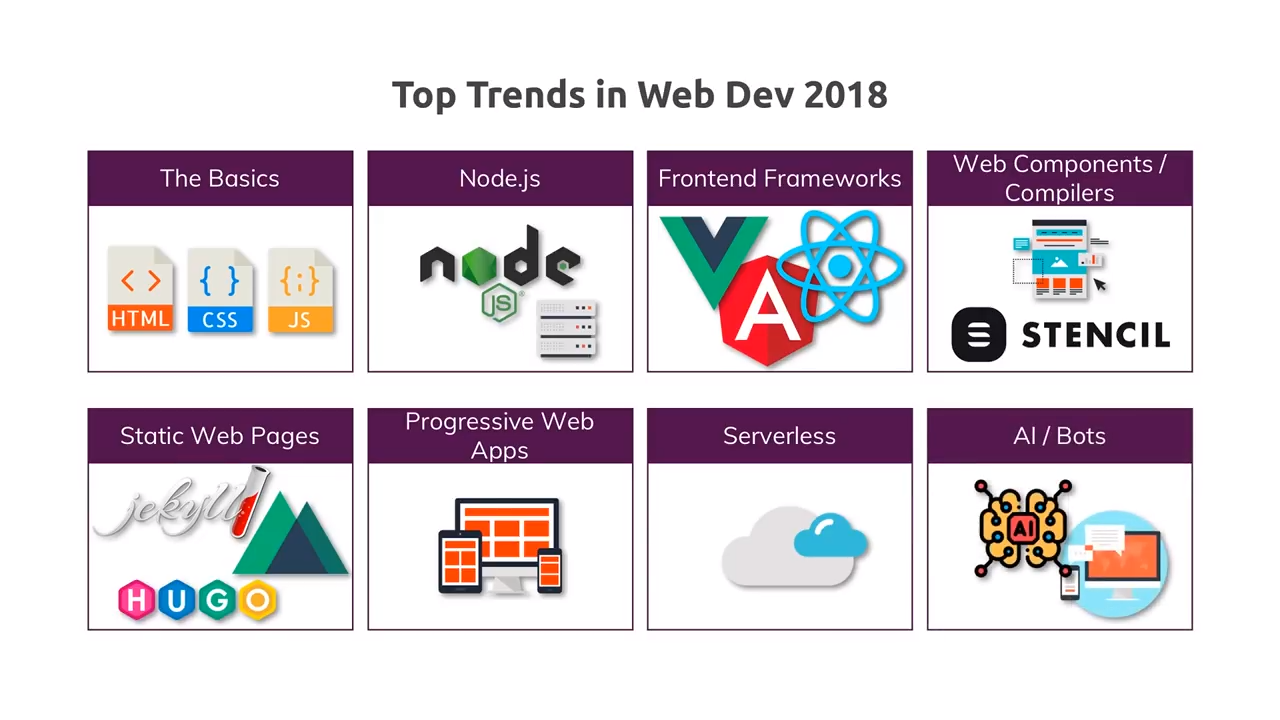 Top Trends in Web Dev 2018
The Basics
Node.js
Frontend Frameworks
Web Components /
Compilers
HTML
CSS
JS
node
JS
A
STENCIL
Static Web Pages
Progressive Web
Apps
Serverless
AI / Bots
jekyll
HUGO
AI